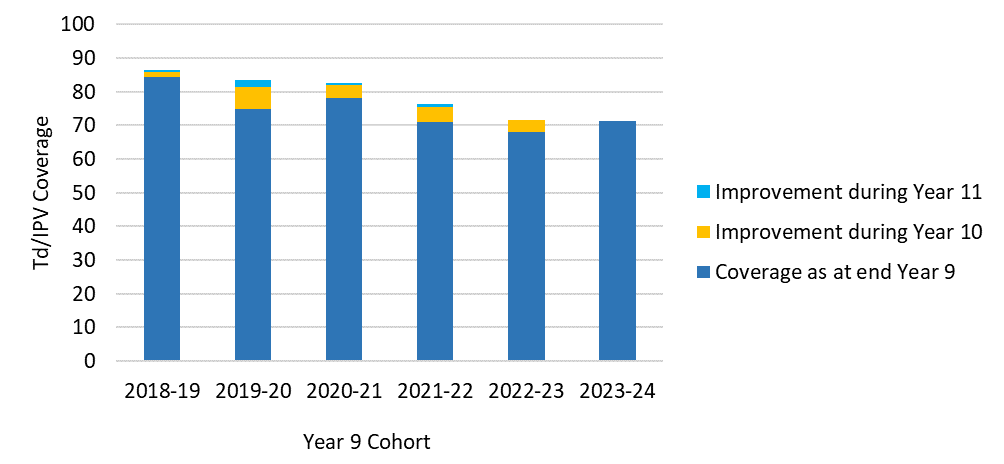 100
90
80
70
60
50
40
30
20
10
0
Td/IPV Coverage
2018-19 2019-20 2020-21 2021-22 2022-23 2023-24
Year 9 Cohort
Improvement during Year 11
Improvement during Year 10
Coverage as at end Year 9